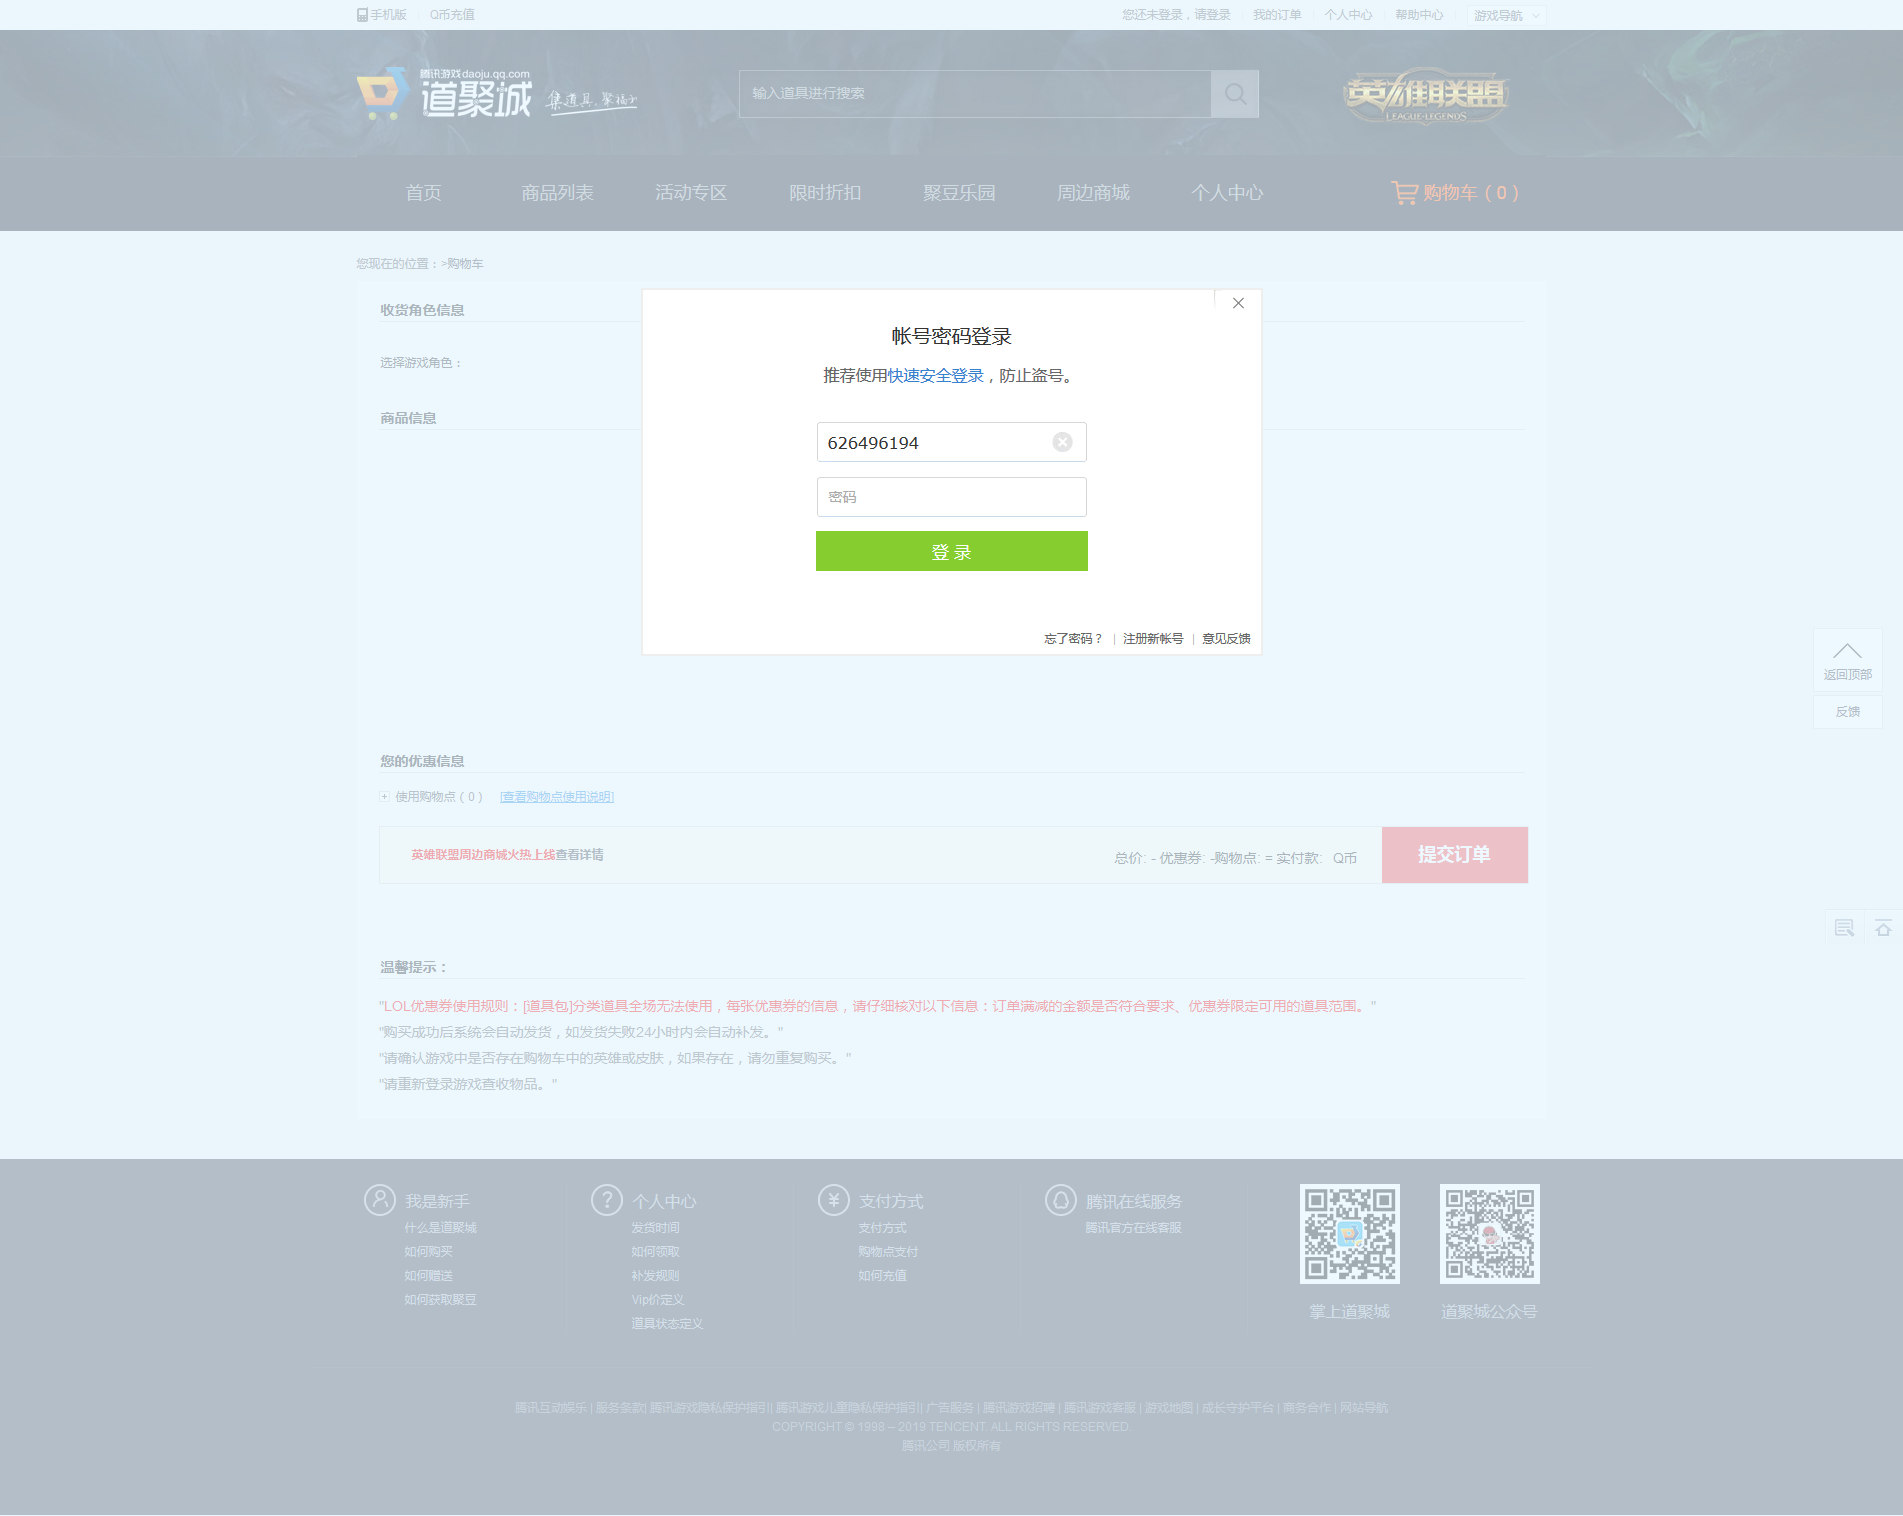 手机版 Q币充值 您还未登录，请登录 我的订单 个人中心 帮助中心 游戏导航
腾讯游戏daoju.qq.com
道聚城 集道具，聚福利
输入道具进行搜索
英雄联盟
LEAGUE OF LEGENDS
首页 商品列表 活动专区 限时折扣 聚豆乐园 周边商城 个人中心 购物车（0）
您现在的位置：>购物车
收货角色信息
选择游戏角色：
商品信息
帐号密码登录
推荐使用快速安全登录，防止盗号。
626496194
密码
登 录
忘了密码？ | 注册新帐号 | 意见反馈
返回顶部
反馈
您的优惠信息
使用购物点（0） [查看购物点使用说明]
英雄联盟周边商城火热上线查看详情
总价: - 优惠券: -购物点: = 实付款: Q币
提交订单
温馨提示：
"LOL优惠券使用规则：[道具包]分类道具全场无法使用，每张优惠券的信息，请仔细核对以下信息：订单满减的金额是否符合要求、优惠券限定可用的道具范围。"
"购买成功后系统会自动发货，如发货失败24小时内会自动补发。"
"请确认游戏中是否存在购物车中的英雄或皮肤，如果存在，请勿重复购买。"
"请重新登录游戏查收物品。"
我是新手
什么是道聚城
如何购买
如何赠送
如何获取聚豆
个人中心
发货时间
如何领取
补发规则
Vip价定义
道具状态定义
支付方式
支付方式
购物点支付
如何充值
腾讯在线服务
腾讯官方在线客服
掌上道聚城
道聚城公众号
腾讯互动娱乐 | 服务条款| 腾讯游戏隐私保护指引| 腾讯游戏儿童隐私保护指引| 广告服务 | 腾讯游戏招聘 | 腾讯游戏客服 | 游戏地图 | 成长守护平台 | 商务合作 | 网站导航
COPYRIGHT © 1998 – 2019 TENCENT. ALL RIGHTS RESERVED.
腾讯公司 版权所有